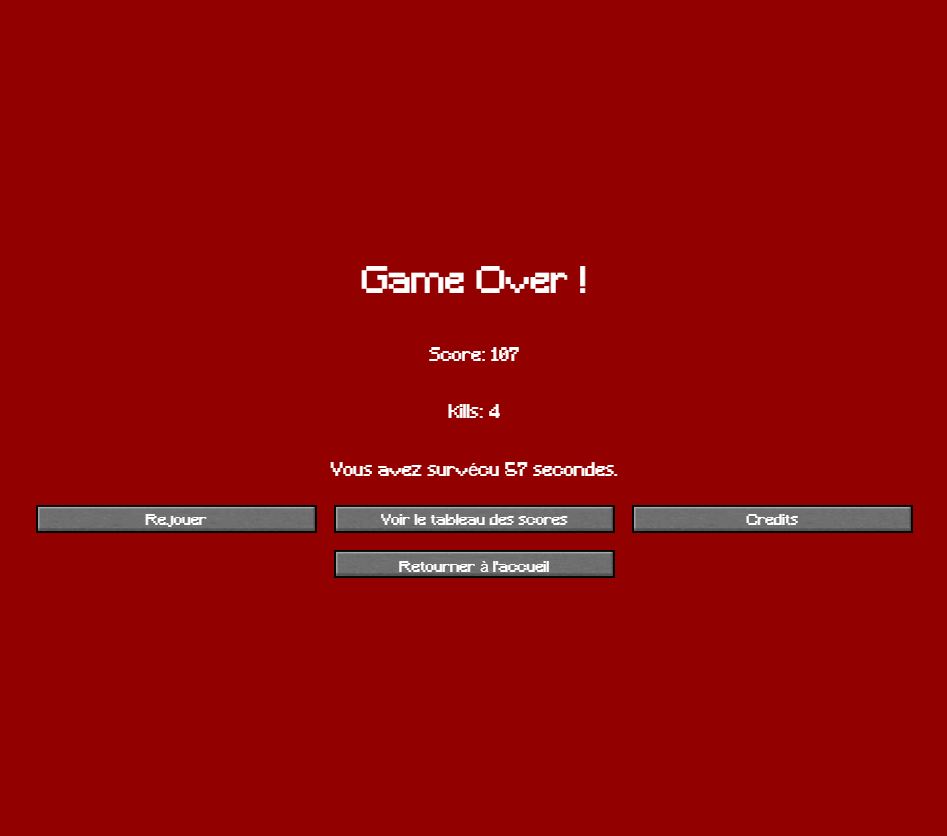 Game Over !
Score: 107
kills: 4
Vous avez survécu 57 secondes.
Rejouer
Voir le tableau des scores
Credits
Retourner à l'accueil